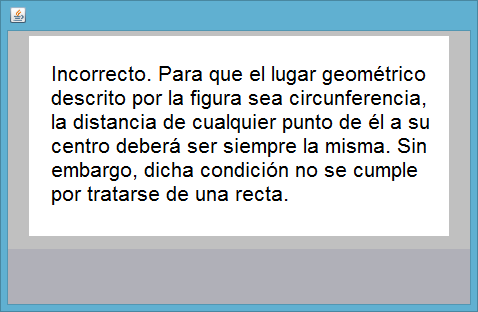 Incorrecto. Para que el lugar geométrico
descrito por la figura sea circunferencia,
la distancia de cualquier punto de él a su
centro deberá ser siempre la misma. Sin
embargo, dicha condición no se cumple
por tratarse de una recta.